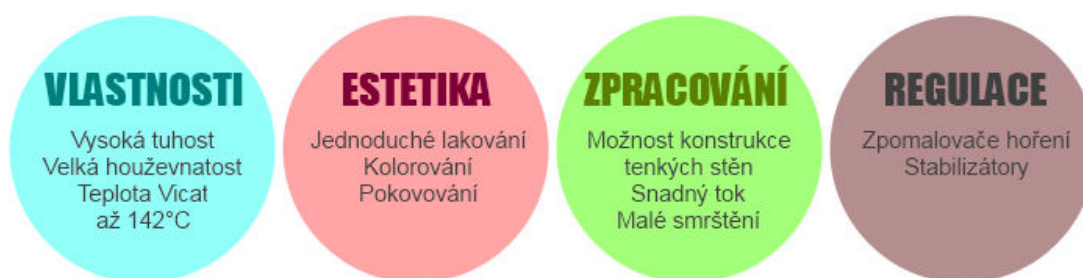 VLASTNOSTI
Vysoká tuhost
Velká houževnatost
Teplota Vicat
až 142°C
ESTETIKA
Jednoduché lakování
Kolorování
Pokovování
ZPRACOVÁNÍ
Možnost konstrukce
tenkých stěn
Snadný tok
Malé smrštění
REGULACE
Zpomalovače hoření
Stabilizátory